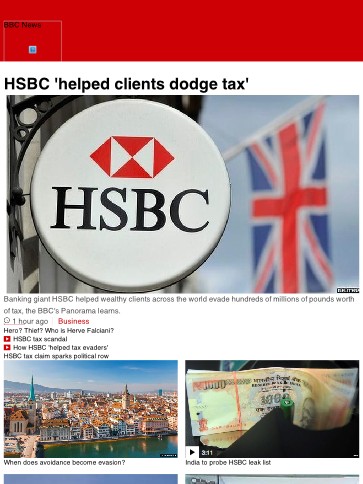 BBC News
HSBC 'helped clients dodge tax'
HSBC
REUTERS
Banking giant HSBC helped wealthy clients across the world evade hundreds of millions of pounds worth
of tax, the BBC's Panorama learns.
1 hour ago Business
Hero? Thief? Who is Herve Falciani?
HSBC tax scandal
How HSBC 'helped tax evaders'
HSBC tax claim sparks political row
3:11
When does avoidance become evasion?
India to probe HSBC leak list